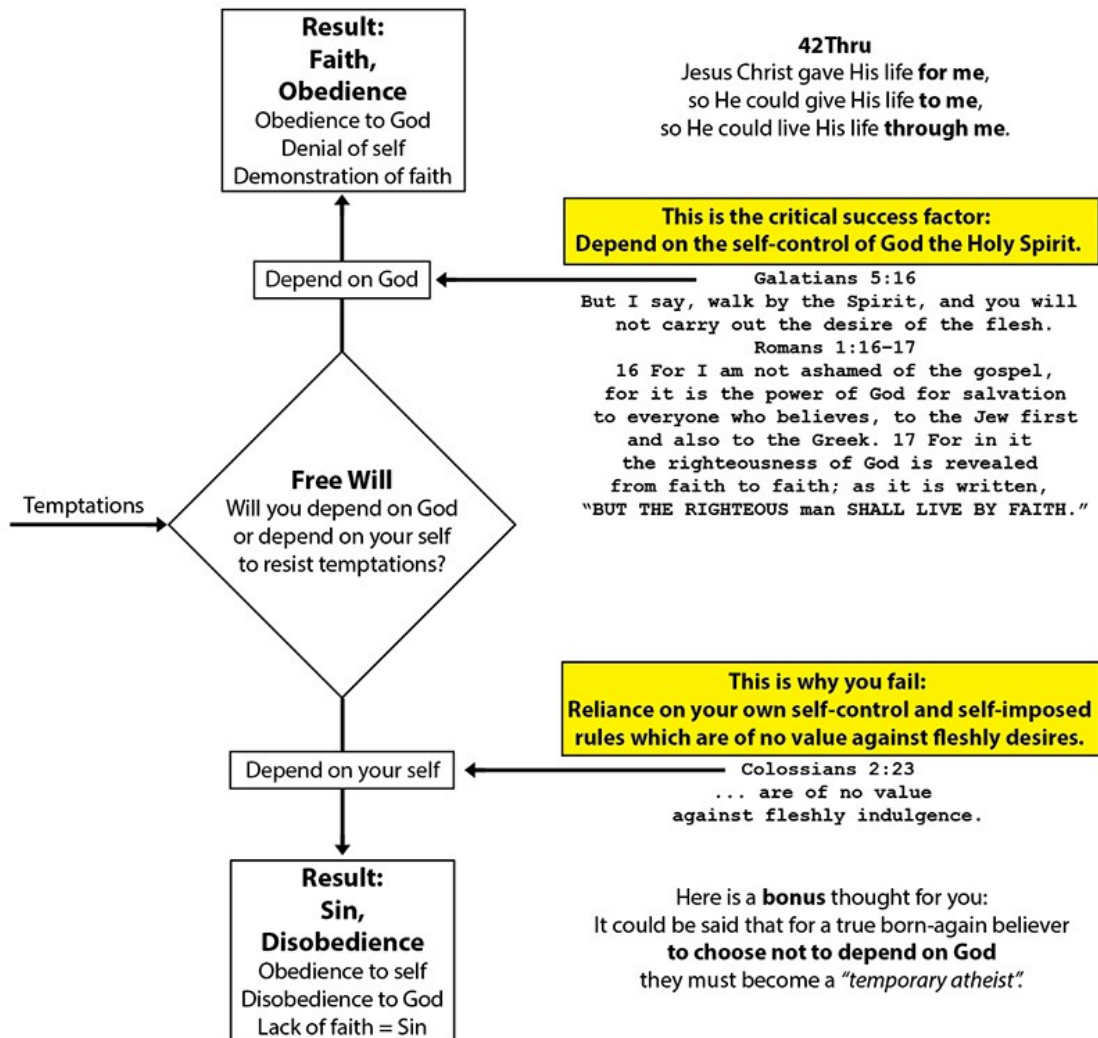 Result:
Faith,
Obedience
Obedience to God
Denial of self
Demonstration of faith
42Thru
Jesus Christ gave His life for me,
so He could give His life to me,
so He could live His life through me.
This is the critical success factor:
Depend on the self-control of God the Holy Spirit.
Depend on God
Galatians 5:16
But I say, walk by the Spirit, and you will
not carry out the desire of the flesh.
Romans 1:16–17
16 For I am not ashamed of the gospel,
for it is the power of God for salvation
to everyone who believes, to the Jew first
and also to the Greek. 17 For in it
the righteousness of God is revealed
from faith to faith; as it is written,
“BUT THE RIGHTEOUS man SHALL LIVE BY FAITH.”
Temptations
Free Will
Will you depend on God
or depend on your self
to resist temptations?
This is why you fail:
Reliance on your own self-control and self-imposed
rules which are of no value against fleshly desires.
Depend on your self
Colossians 2:23
... are of no value
against fleshly indulgence.
Result:
Sin,
Disobedience
Obedience to self
Disobedience to God
Lack of faith = Sin
Here is a bonus thought for you:
It could be said that for a true born-again believer
to choose not to depend on God
they must become a “temporary atheist”.